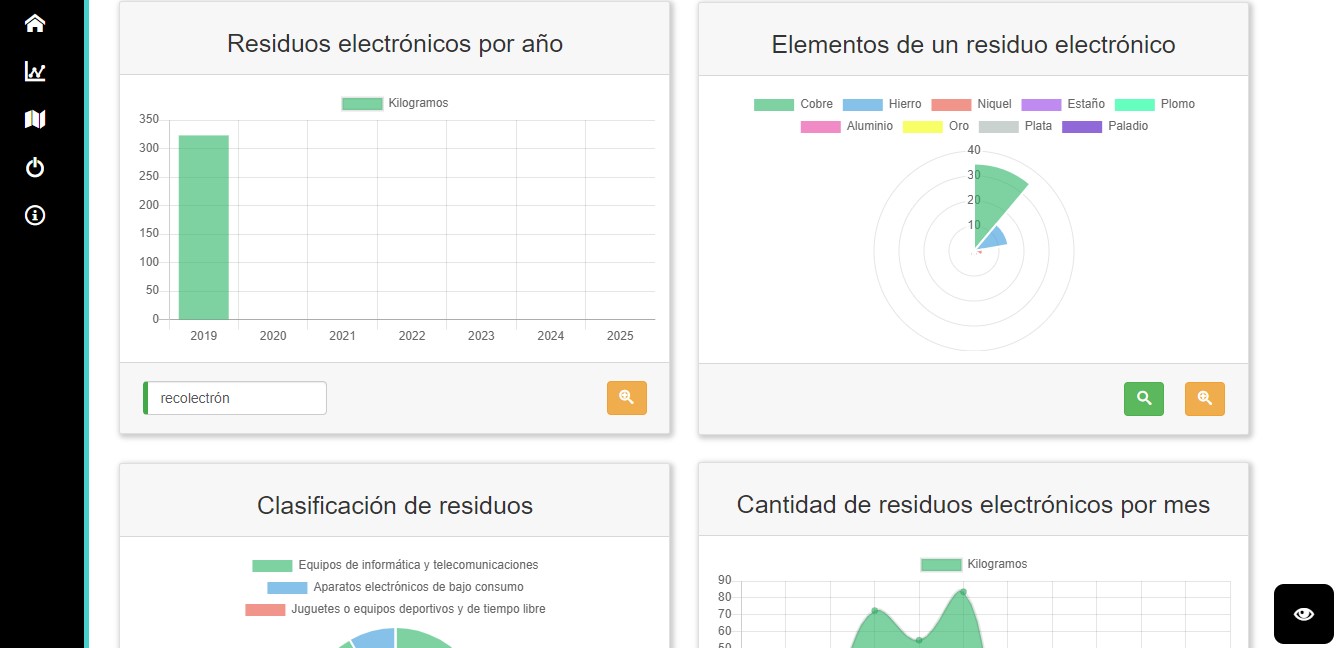 Residuos electrónicos por año
Kilogramos
350
300
250
200
150
100
50
0
2019 2020 2021 2022 2023 2024 2025
recolectrón
Elementos de un residuo electrónico
Cobre Hierro Niquel Estaño Plomo
Aluminio Oro Plata Paladio
40
30
20
10
Clasificación de residuos
Equipos de informática y telecomunicaciones
Aparatos electrónicos de bajo consumo
Juguetes o equipos deportivos y de tiempo libre
Cantidad de residuos electrónicos por mes
Kilogramos
90
80
70
60
50